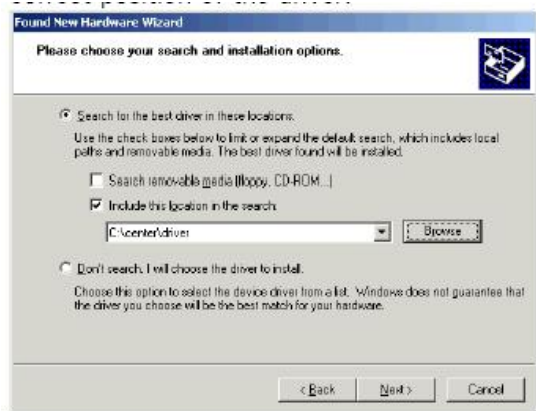 Found New Hardware Wizard
Please choose your search and installation options.
Search for the best driver in these locations.
Use the check boxes below to limit or expand the default search, which includes local
paths and removable media. The best driver found will be installed.
Search removable media (floppy, CD-ROM...)
Include this location in the search:
C:\center\driver
Browse
Don't search. I will choose the driver to install.
Choose this option to select the device driver from a list. Windows does not guarantee that
the driver you choose will be the best match for your hardware.
< Back
Next >
Cancel